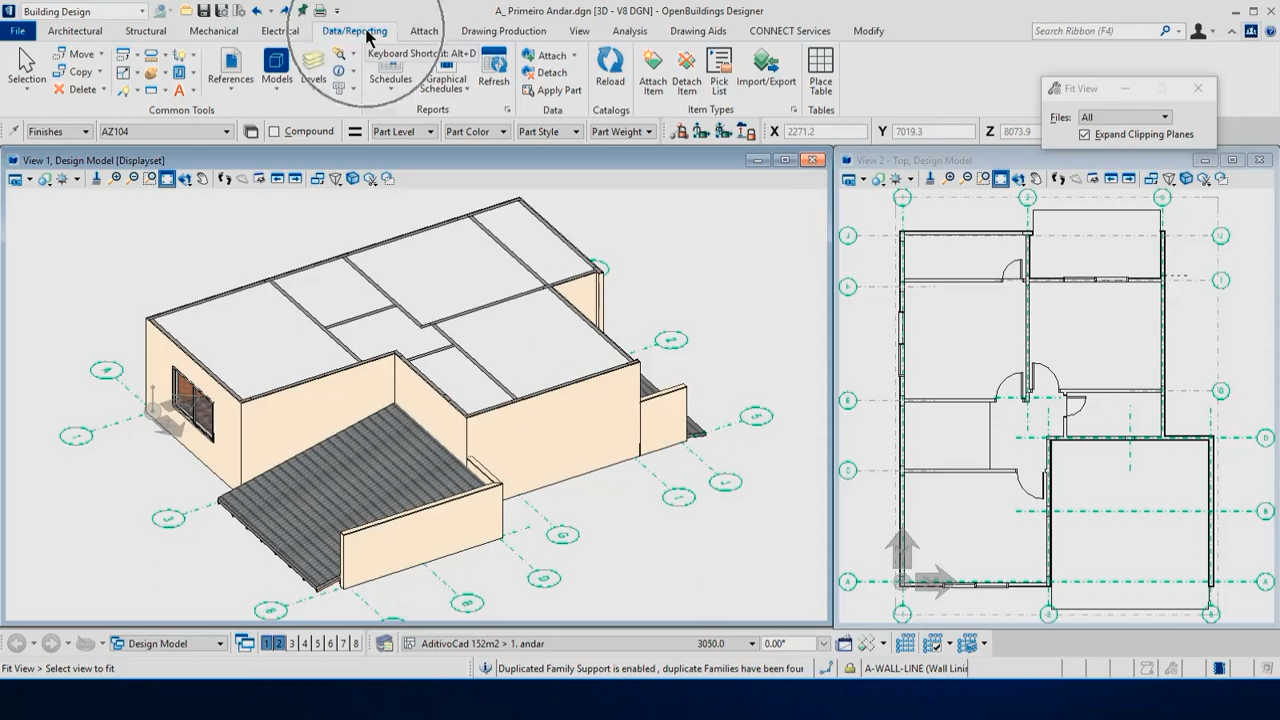 Building Design
A_ Primeiro Andar.dgn [3D - V8 DGN] - OpenBuildings Designer
File Architectural Structural Mechanical Electrical Data/Reporting Attach Drawing Production View Analysis Drawing Aids CONNECT Services Modify Search Ribbon (F4)
Keyboard Shortcut: Alt+D
Selection
Move
Copy
Delete
References Models Levels Schedules Graphical Schedules Refresh
Attach
Detach
Apply Part
Reload Attach Item Detach Item Pick List Import/Export Place Table
Common Tools Reports Data Catalogs Item Types Tables
Fit View
Files: All
Expand Clipping Planes
Finishes AZ104 Compound Part Level Part Color Part Style Part Weight X 2271.2 Y 7019.3 Z 8073.9
View 1, Design Model [Displayset]
View 2 - Top, Design Model
Design Model 1 2 3 4 5 6 7 8 AditivoCad 152m2 > 1. andar 3050.0 0.00°
Fit View > Select view to fit
Duplicated Family Support is enabled , duplicate Families have been four
A-WALL-LINE (Wall Linin